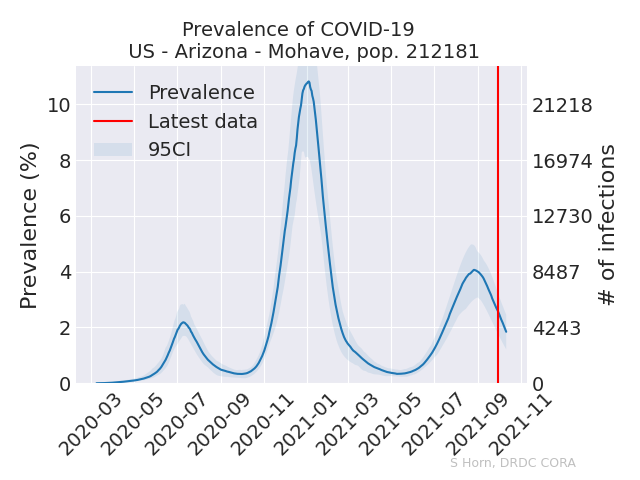 Prevalence of COVID-19
US - Arizona - Mohave, pop. 212181
Prevalence
Latest data
95CI
Prevalence (%)
10
8
6
4
2
0
21218
16974
12730
8487
4243
0
# of infections
2020-03
2020-05
2020-07
2020-09
2020-11
2021-01
2021-03
2021-05
2021-07
2021-09
2021-11
S Horn, DRDC CORA